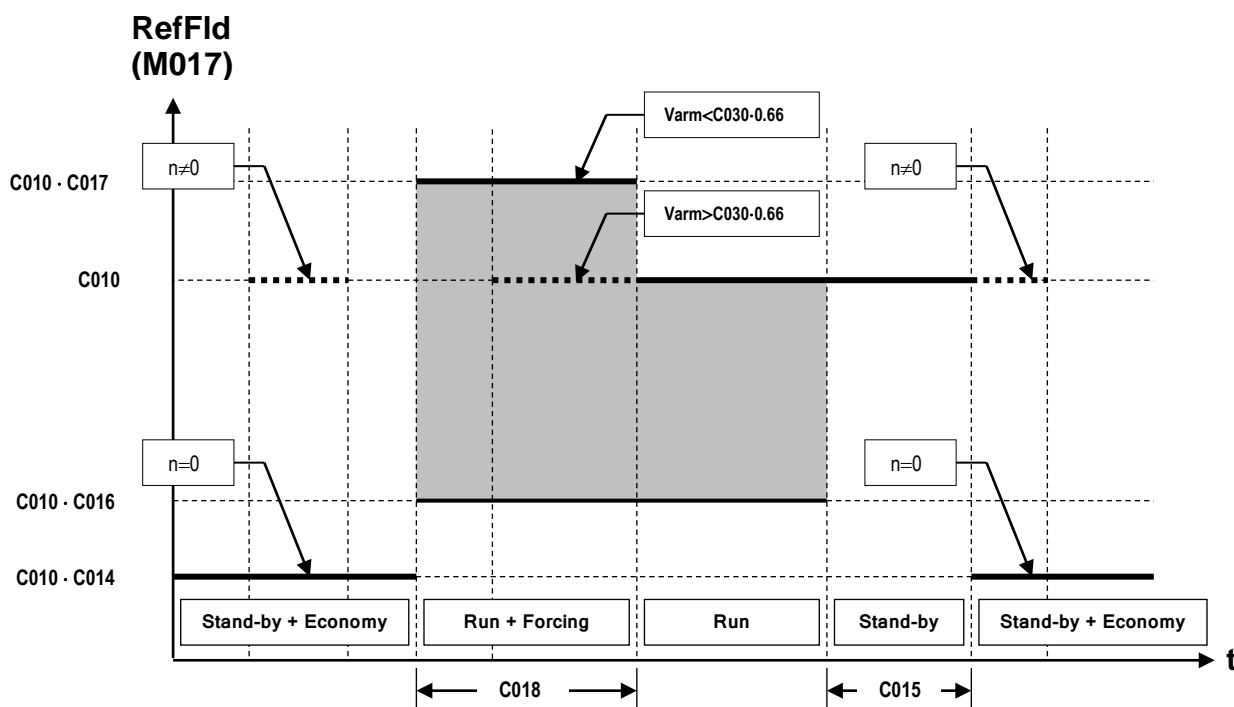 RefFld
(M017)
Varm<C030·0.66
n≠0
n≠0
C010 · C017
Varm>C030·0.66
C010
n=0
n=0
C010 · C016
C010 · C014
Stand-by + Economy
Run + Forcing
Run
Stand-by
Stand-by + Economy
t
C018
C015